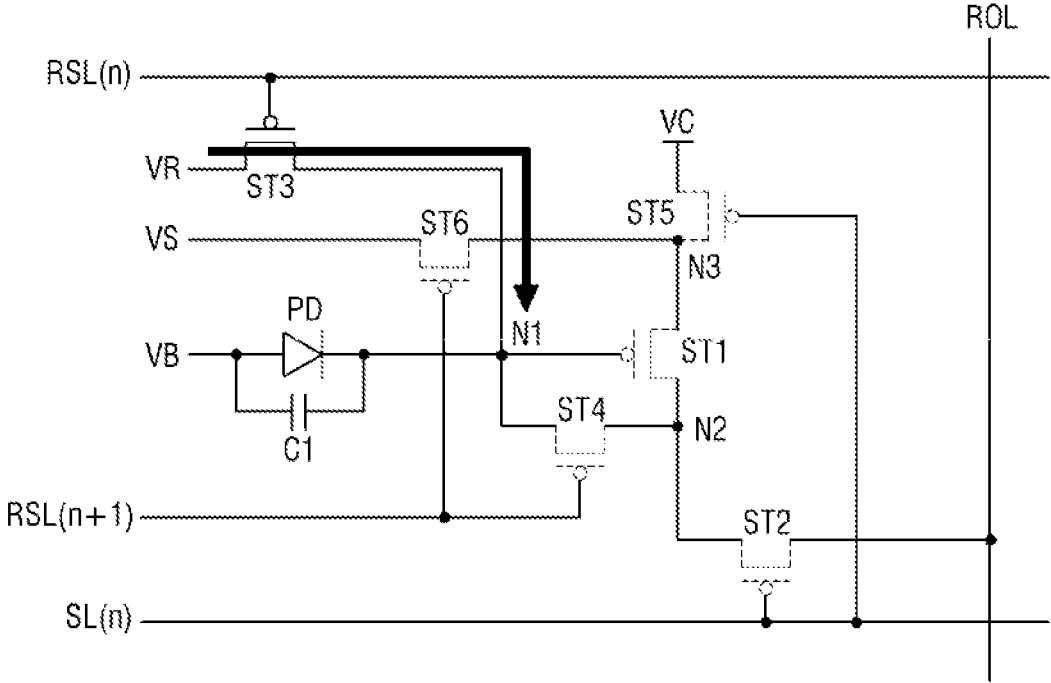 ROL
RSL(n)
VC
VR
ST3
ST5
ST6
VS
N3
PD
N1
VB
ST1
ST4
N2
C1
RSL(n+1)
ST2
SL(n)